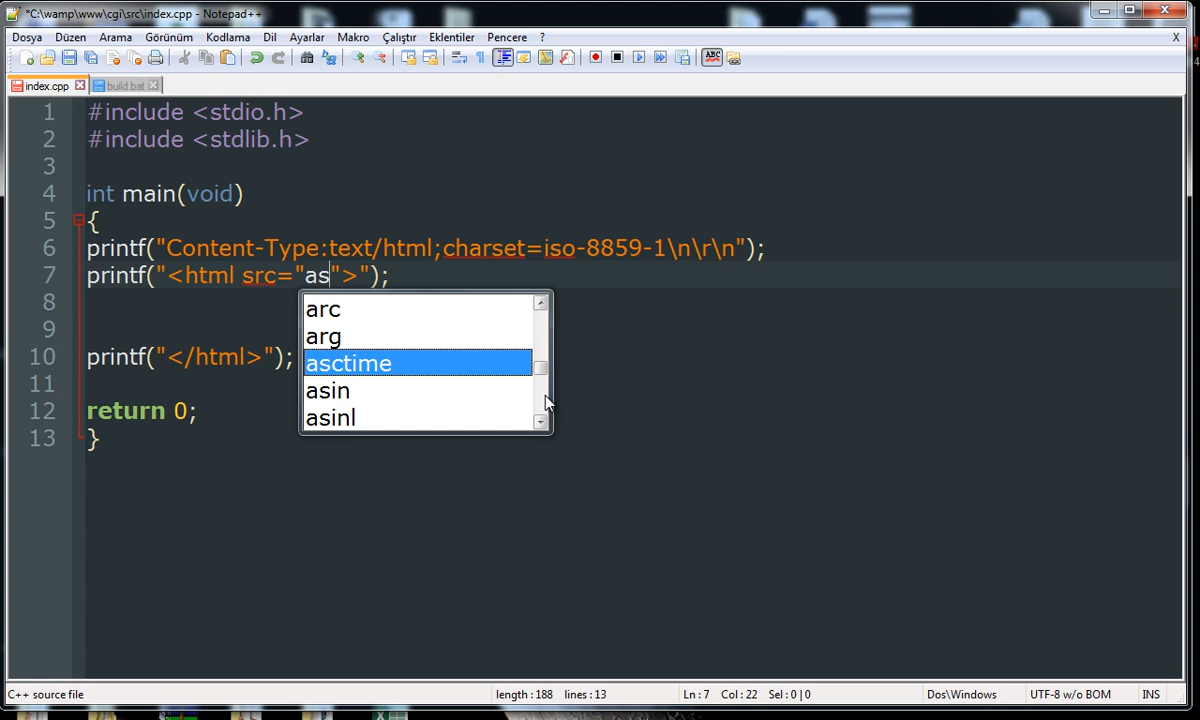 *C:\wamp\www\cgi\src\index.cpp - Notepad++
Dosya Düzen Arama Görünüm Kodlama Dil Ayarlar Makro Çalıştır Eklentiler Pencere ? X
ABC
index.cpp build.bat
1 #include <stdio.h>
2 #include <stdlib.h>
3
4 int main(void)
5 {
6 printf("Content-Type:text/html;charset=iso-8859-1\n\r\n");
7 printf("<html src="as">");
8
arc
9
arg
10 printf("</html>");
asctime
11
asin
12 return 0;
asinl
13 }
C++ source file length : 188 lines : 13 Ln : 7 Col : 22 Sel : 0 | 0 Dos\Windows UTF-8 w/o BOM INS